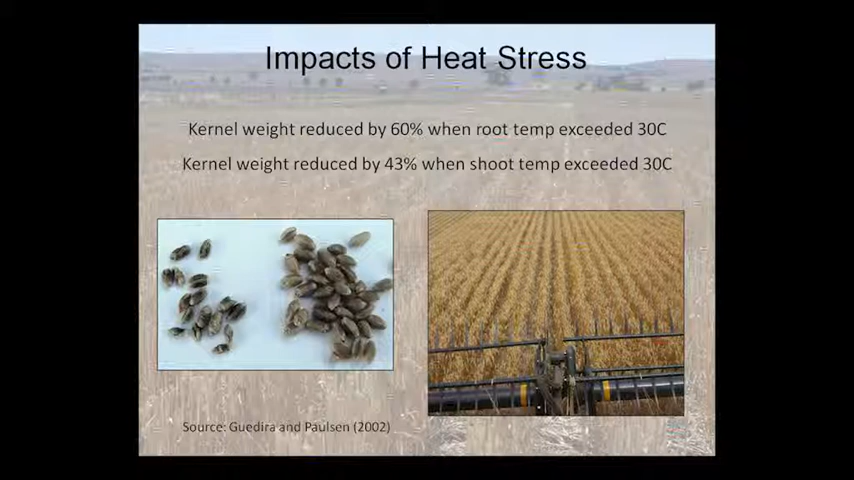 Impacts of Heat Stress
Kernel weight reduced by 60% when root temp exceeded 30C
Kernel weight reduced by 43% when shoot temp exceeded 30C
Source: Guedira and Paulsen (2002)